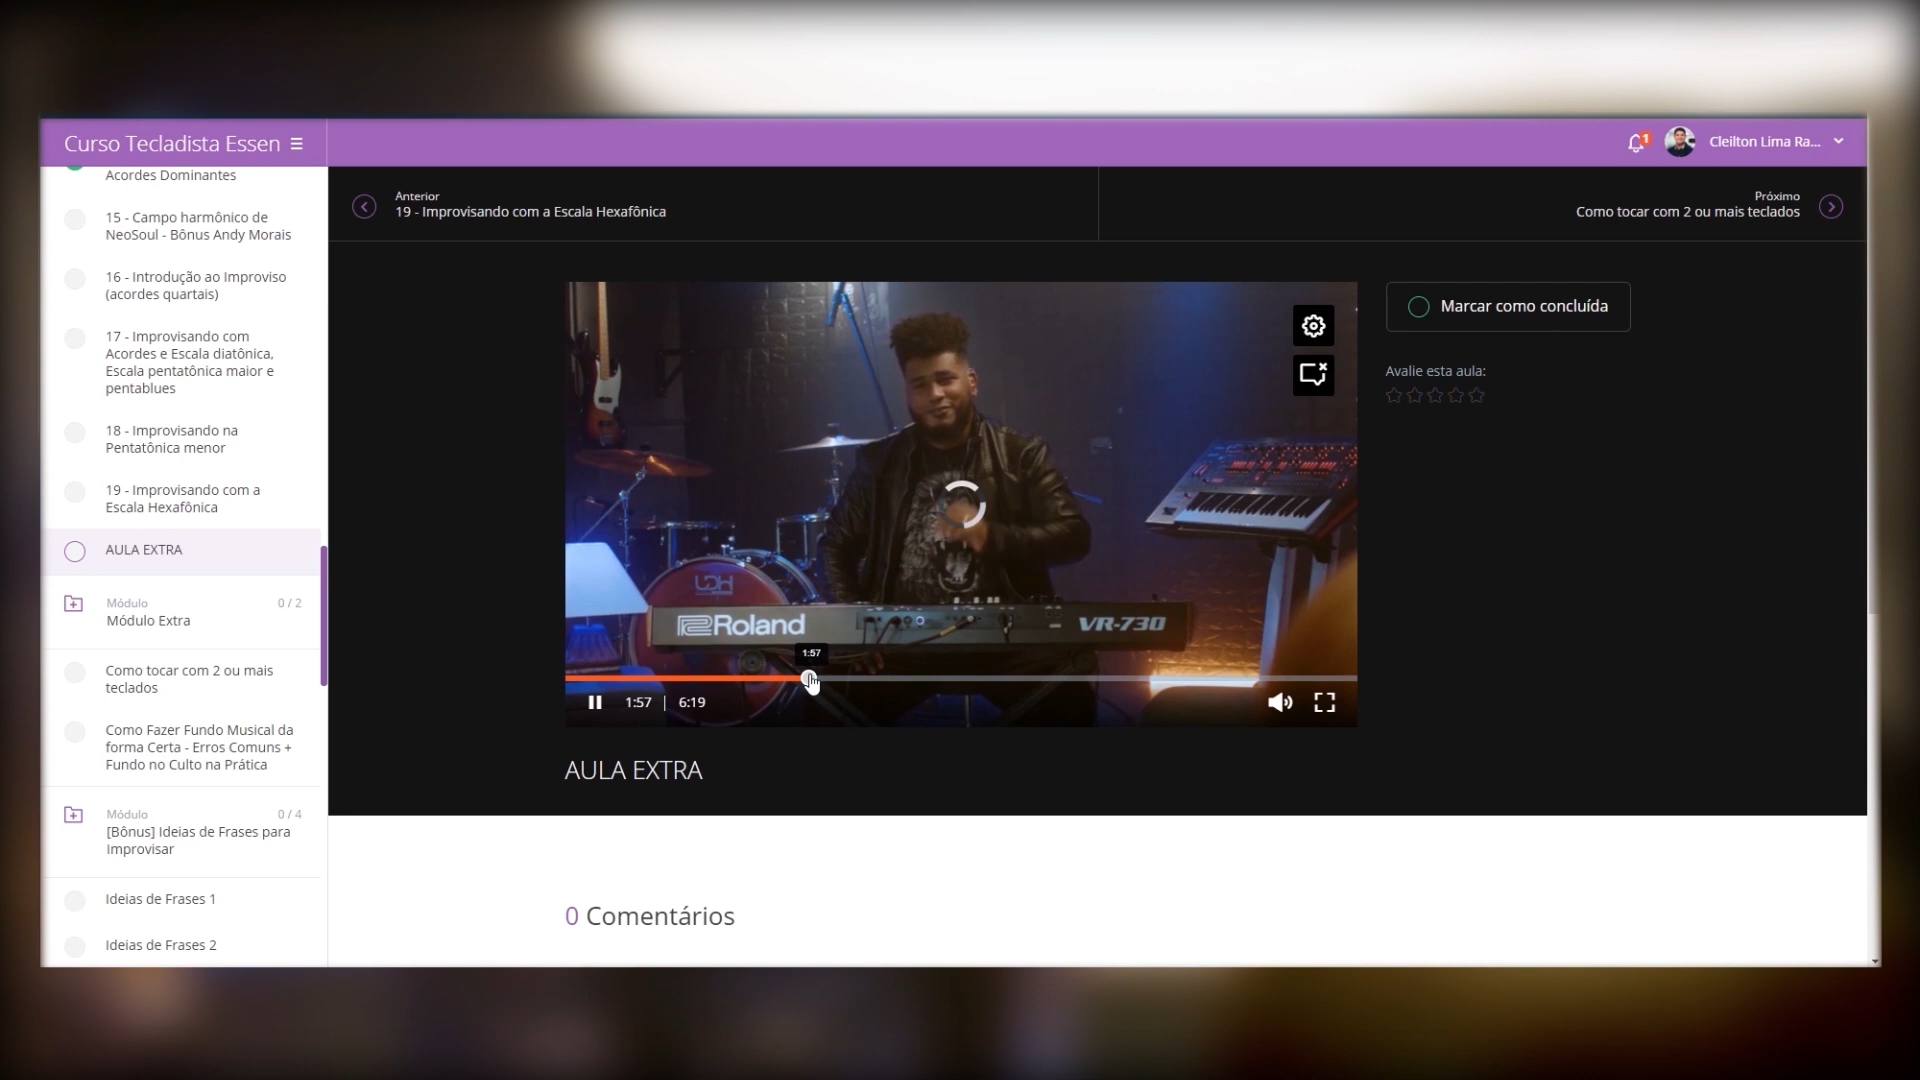 Curso Tecladista Essen
1
Cleilton Lima Ra...
Acordes Dominantes
15 - Campo harmônico de
NeoSoul - Bônus Andy Morais
16 - Introdução ao Improviso
(acordes quartais)
17 - Improvisando com
Acordes e Escala diatônica,
Escala pentatônica maior e
pentablues
18 - Improvisando na
Pentatônica menor
19 - Improvisando com a
Escala Hexafônica
AULA EXTRA
Módulo 0 / 2
Módulo Extra
Como tocar com 2 ou mais
teclados
Como Fazer Fundo Musical da
forma Certa - Erros Comuns +
Fundo no Culto na Prática
Módulo 0 / 4
[Bônus] Ideias de Frases para
Improvisar
Ideias de Frases 1
Ideias de Frases 2
Anterior
19 - Improvisando com a Escala Hexafônica
Próximo
Como tocar com 2 ou mais teclados
UDH
Roland
VR-730
1:57
1:57 | 6:19
Marcar como concluída
Avalie esta aula:
AULA EXTRA
0 Comentários